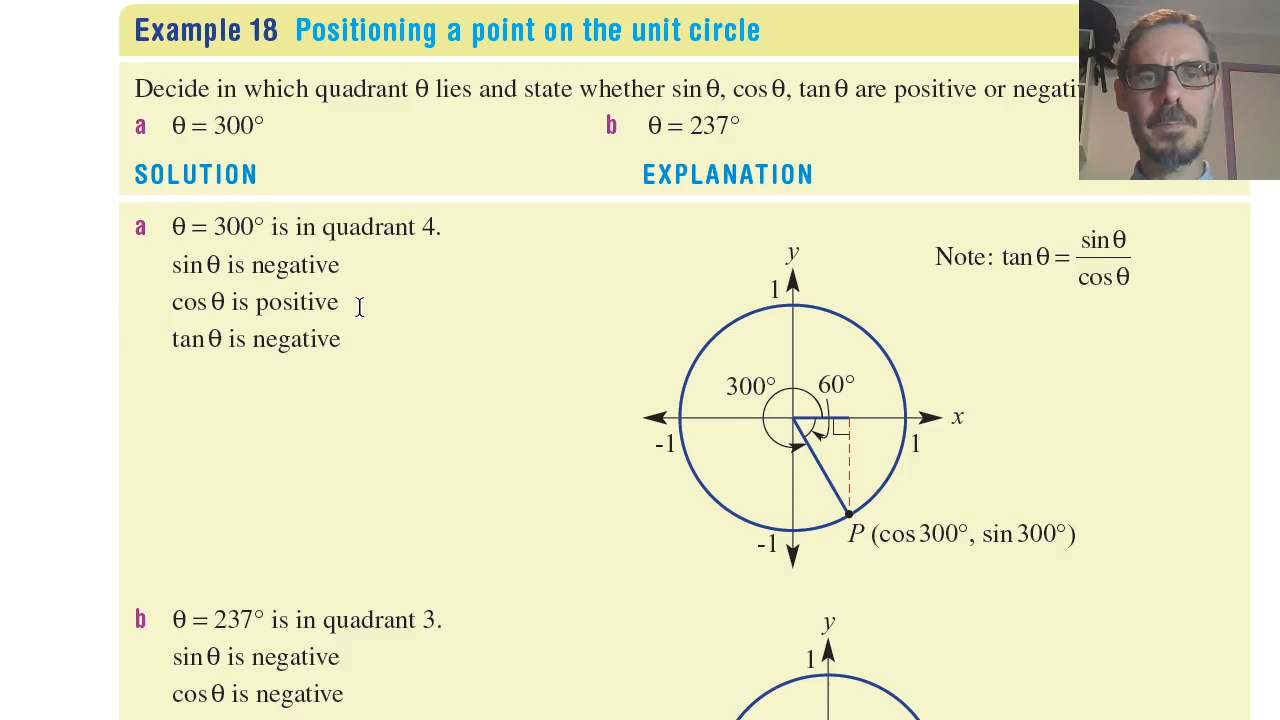 Example 18 Positioning a point on the unit circle
Decide in which quadrant θ lies and state whether sin θ, cos θ, tan θ are positive or
a θ = 300°
b θ = 237°
SOLUTION
EXPLANATION
a θ = 300° is in quadrant 4.
sin θ is negative
cos θ is positive
tan θ is negative
Note: tan θ = sin θ / cos θ
y
1
300°
60°
x
-1
1
-1
P (cos 300°, sin 300°)
b θ = 237° is in quadrant 3.
sin θ is negative
cos θ is negative
y
1